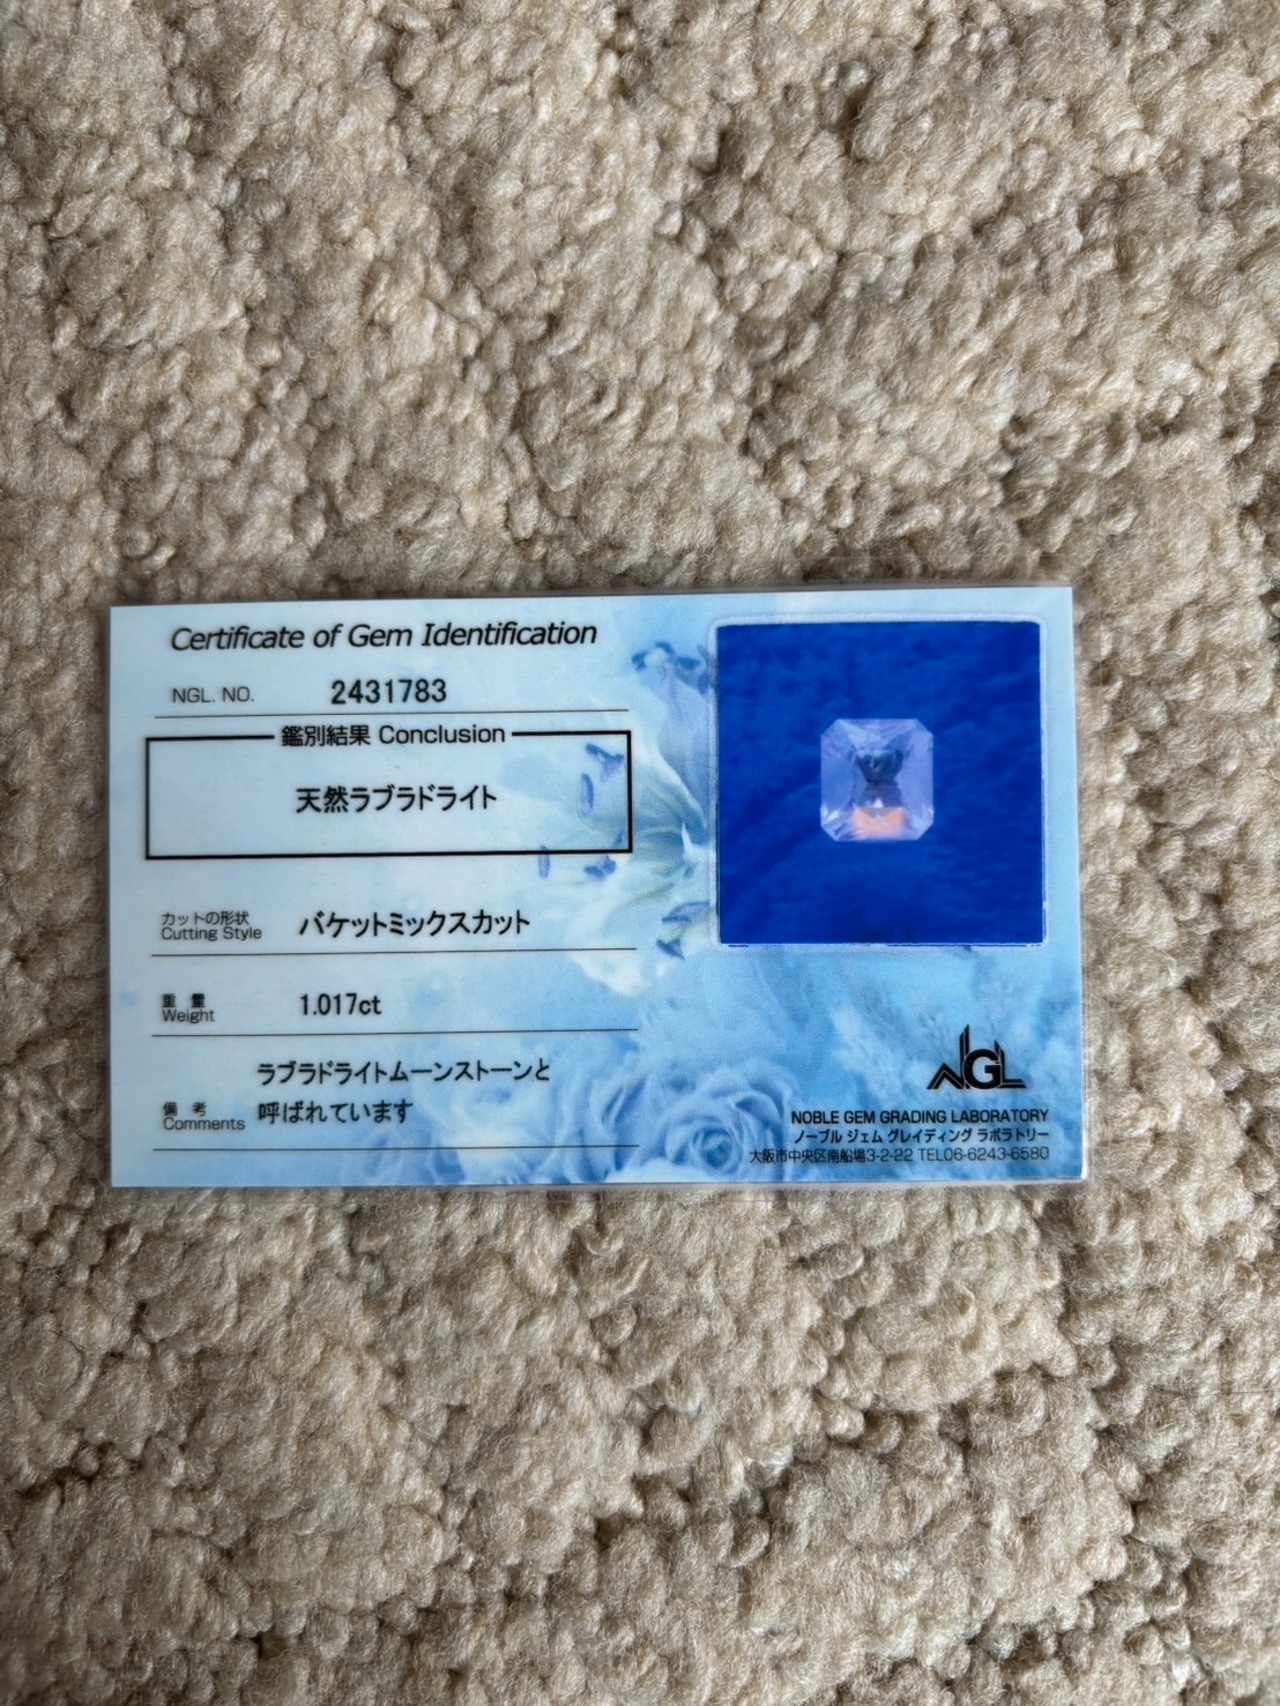 Certificate of Gem Identification
NGL. NO. 2431783
鑑別結果 Conclusion
天然ラブラドライト
カットの形状
Cutting Style
バケットミックスカット
重 量
Weight
1.017ct
ラブラドライトムーンストーンと
備 考
Comments
呼ばれています
NGL
NOBLE GEM GRADING LABORATORY
ノーブル ジェム グレイディング ラボラトリー
大阪市中央区南船場3-2-22 TEL06-6243-6580